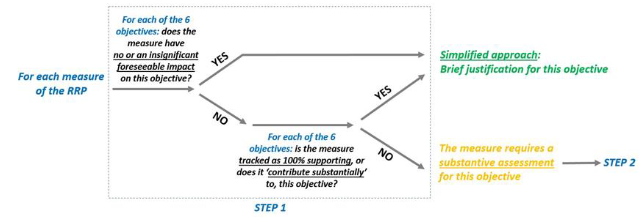 For each of the 6
objectives: does the
measure have
no or an insignificant
foreseeable impact
on this objective?
For each measure
of the RRP
YES
NO
Simplified approach:
Brief justification for this objective
For each of the 6
objectives: is the measure
tracked as 100% supporting, or
does it ‘contribute substantially’
to, this objective?
YES
NO
The measure requires a
substantive assessment
for this objective
STEP 2
STEP 1